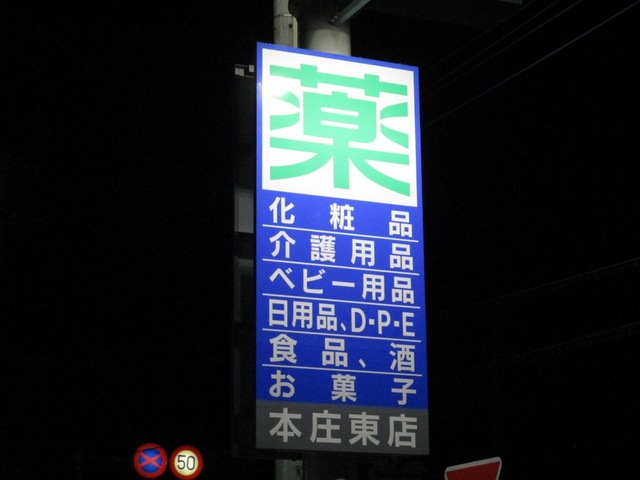 薬
化粧品
介護用品
ベビー用品
日用品、D・P・E
食品、酒
お菓子
本庄東店
50